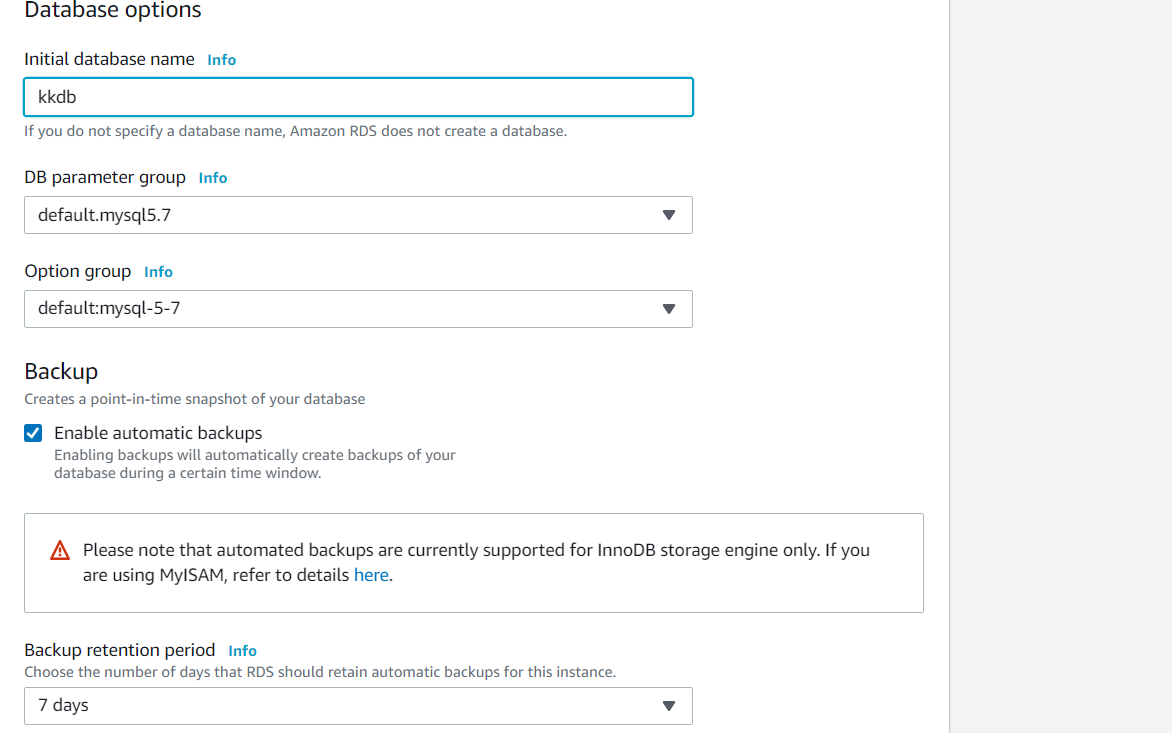 Database options
Initial database name Info
kkdb
If you do not specify a database name, Amazon RDS does not create a database.
DB parameter group Info
default.mysql5.7
Option group Info
default:mysql-5-7
Backup
Creates a point-in-time snapshot of your database
Enable automatic backups
Enabling backups will automatically create backups of your
database during a certain time window.
Please note that automated backups are currently supported for InnoDB storage engine only. If you
are using MyISAM, refer to details here.
Backup retention period Info
Choose the number of days that RDS should retain automatic backups for this instance.
7 days